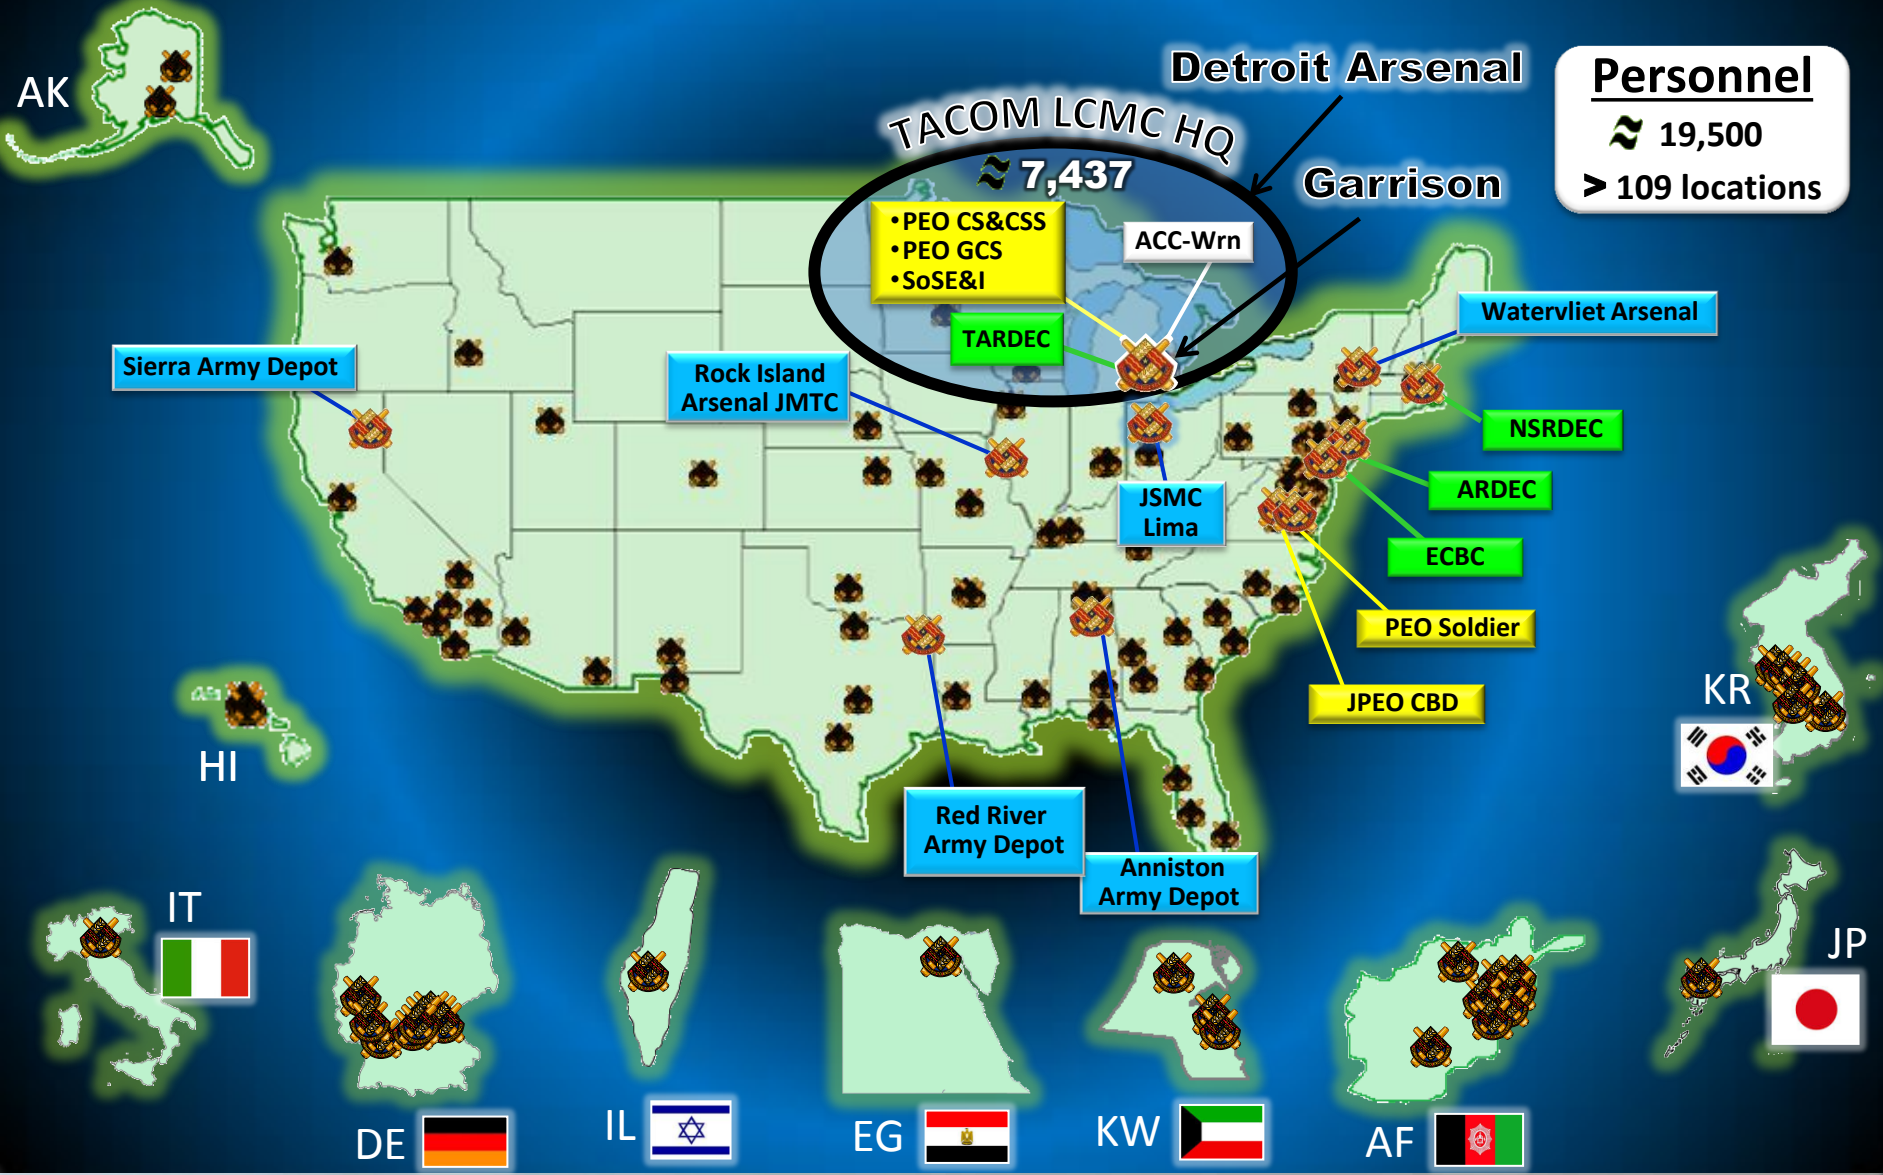 AK
Detroit Arsenal
TACOM LCMC HQ
≈ 7,437
Garrison
Personnel
≈ 19,500
> 109 locations
•PEO CS&CSS
•PEO GCS
•SoSE&I
ACC-Wrn
TARDEC
Watervliet Arsenal
Sierra Army Depot
Rock Island
Arsenal JMTC
NSRDEC
ARDEC
JSMC
Lima
ECBC
PEO Soldier
JPEO CBD
KR
HI
Red River
Army Depot
Anniston
Army Depot
IT
JP
DE
IL
EG
KW
AF